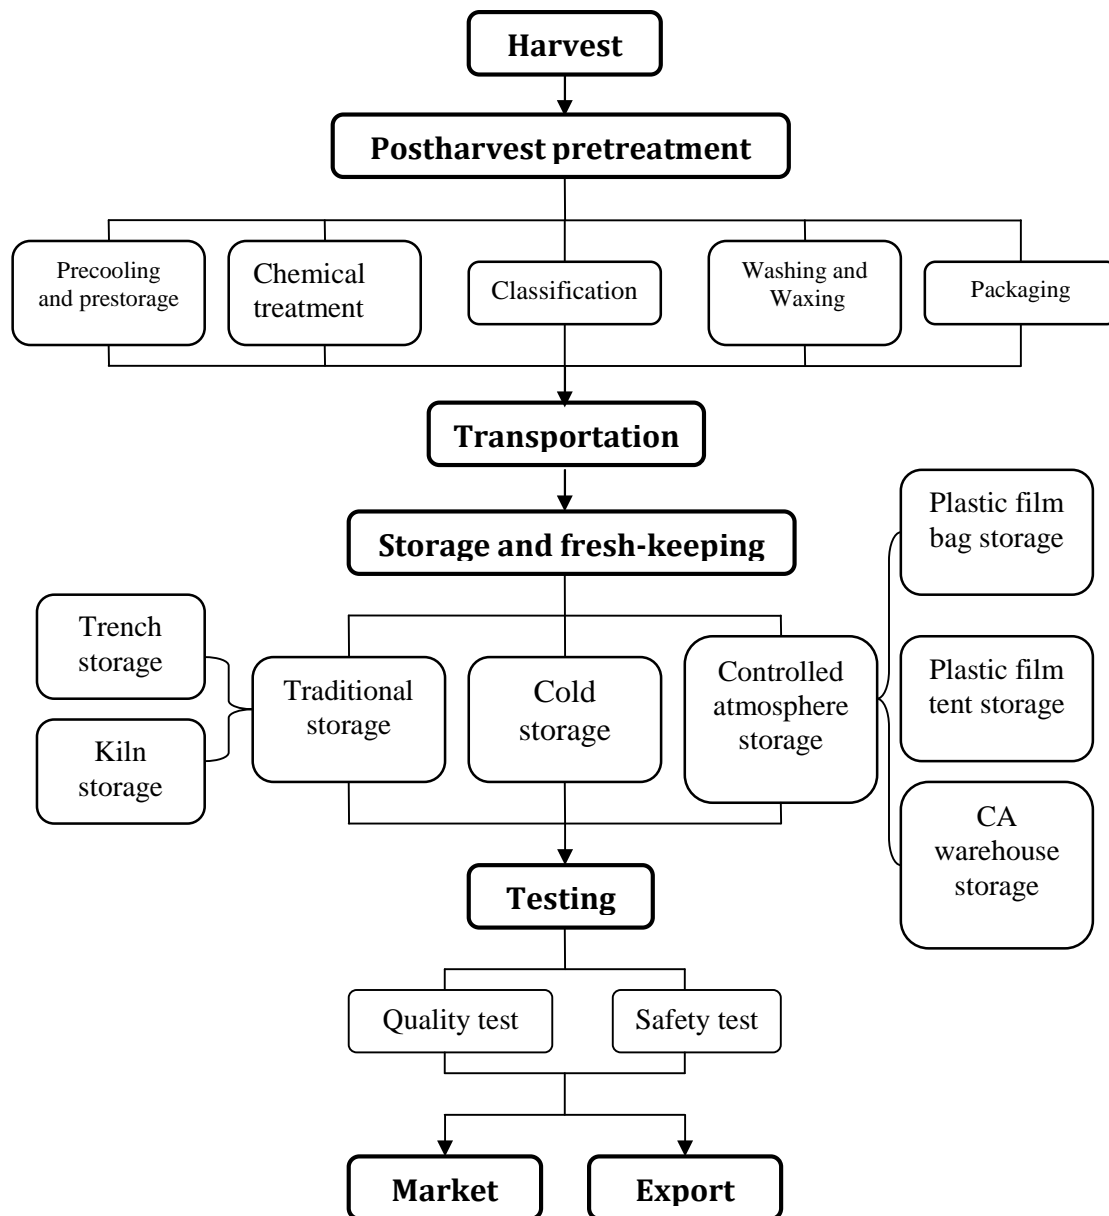 Harvest
Postharvest pretreatment
Precooling
and prestorage
Chemical
treatment
Classification
Washing and
Waxing
Packaging
Transportation
Storage and fresh-keeping
Plastic film
bag storage
Trench
storage
Kiln
storage
Traditional
storage
Cold
storage
Controlled
atmosphere
storage
Plastic film
tent storage
CA
warehouse
storage
Testing
Quality test
Safety test
Market
Export